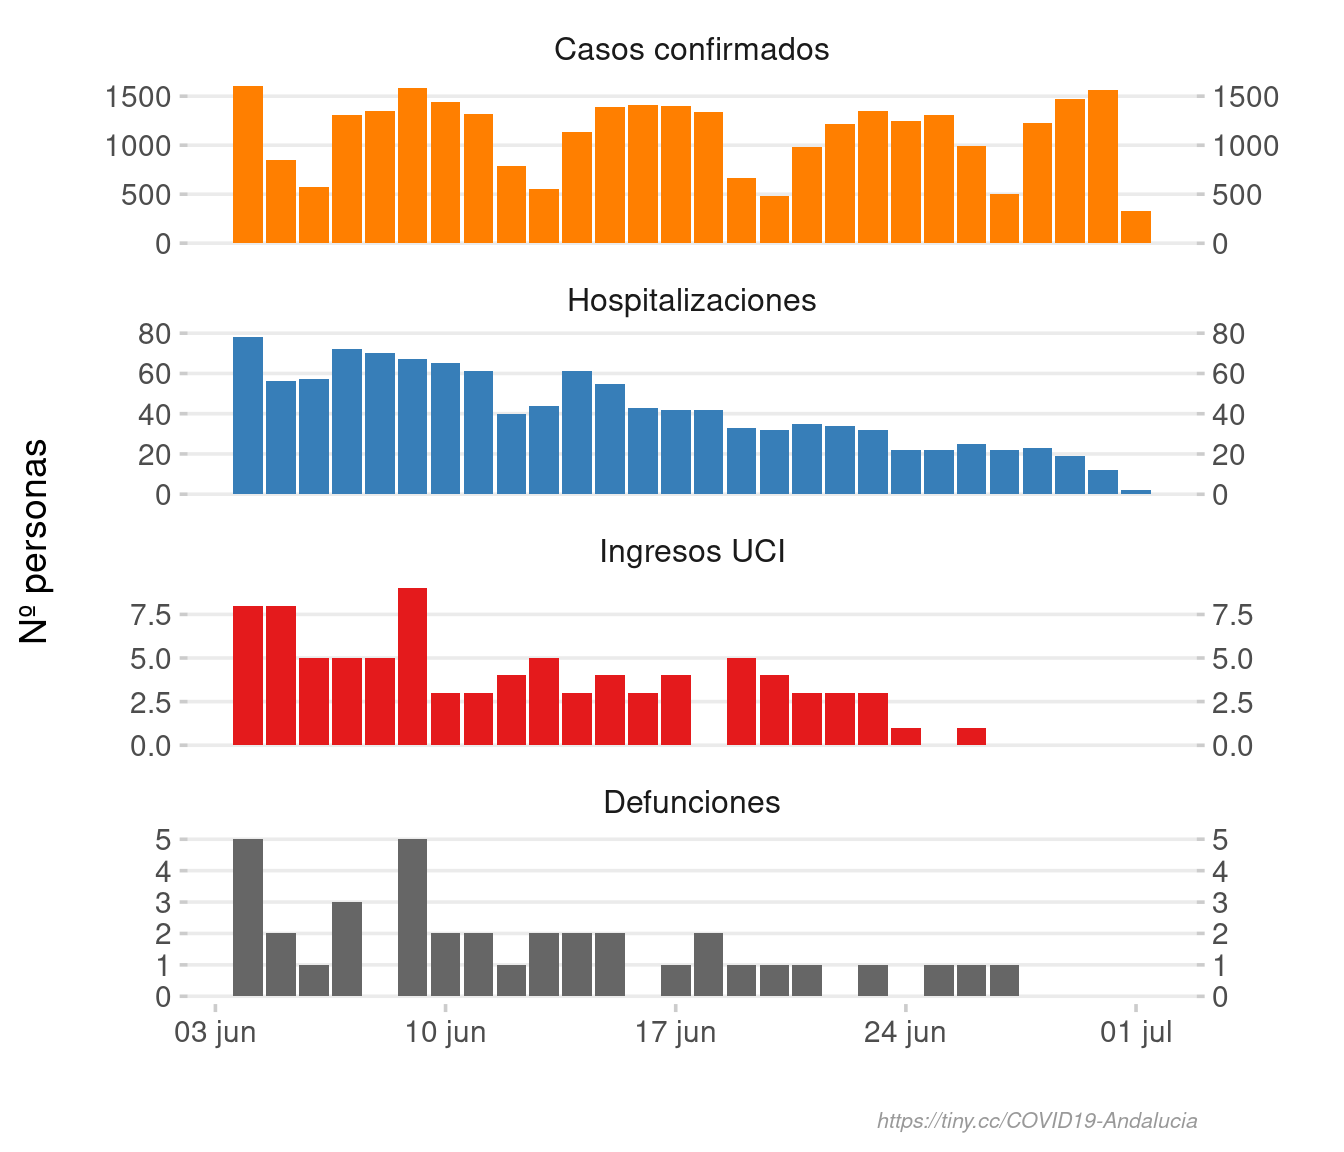 Casos confirmados
1500 1500
1000 1000
500 500
0 0
Hospitalizaciones
80 80
60 60
40 40
20 20
0 0
Nº personas
Ingresos UCI
7.5 7.5
5.0 5.0
2.5 2.5
0.0 0.0
Defunciones
5 5
4 4
3 3
2 2
1 1
0 0
03 jun 10 jun 17 jun 24 jun 01 jul
https://tiny.cc/COVID19-Andalucia